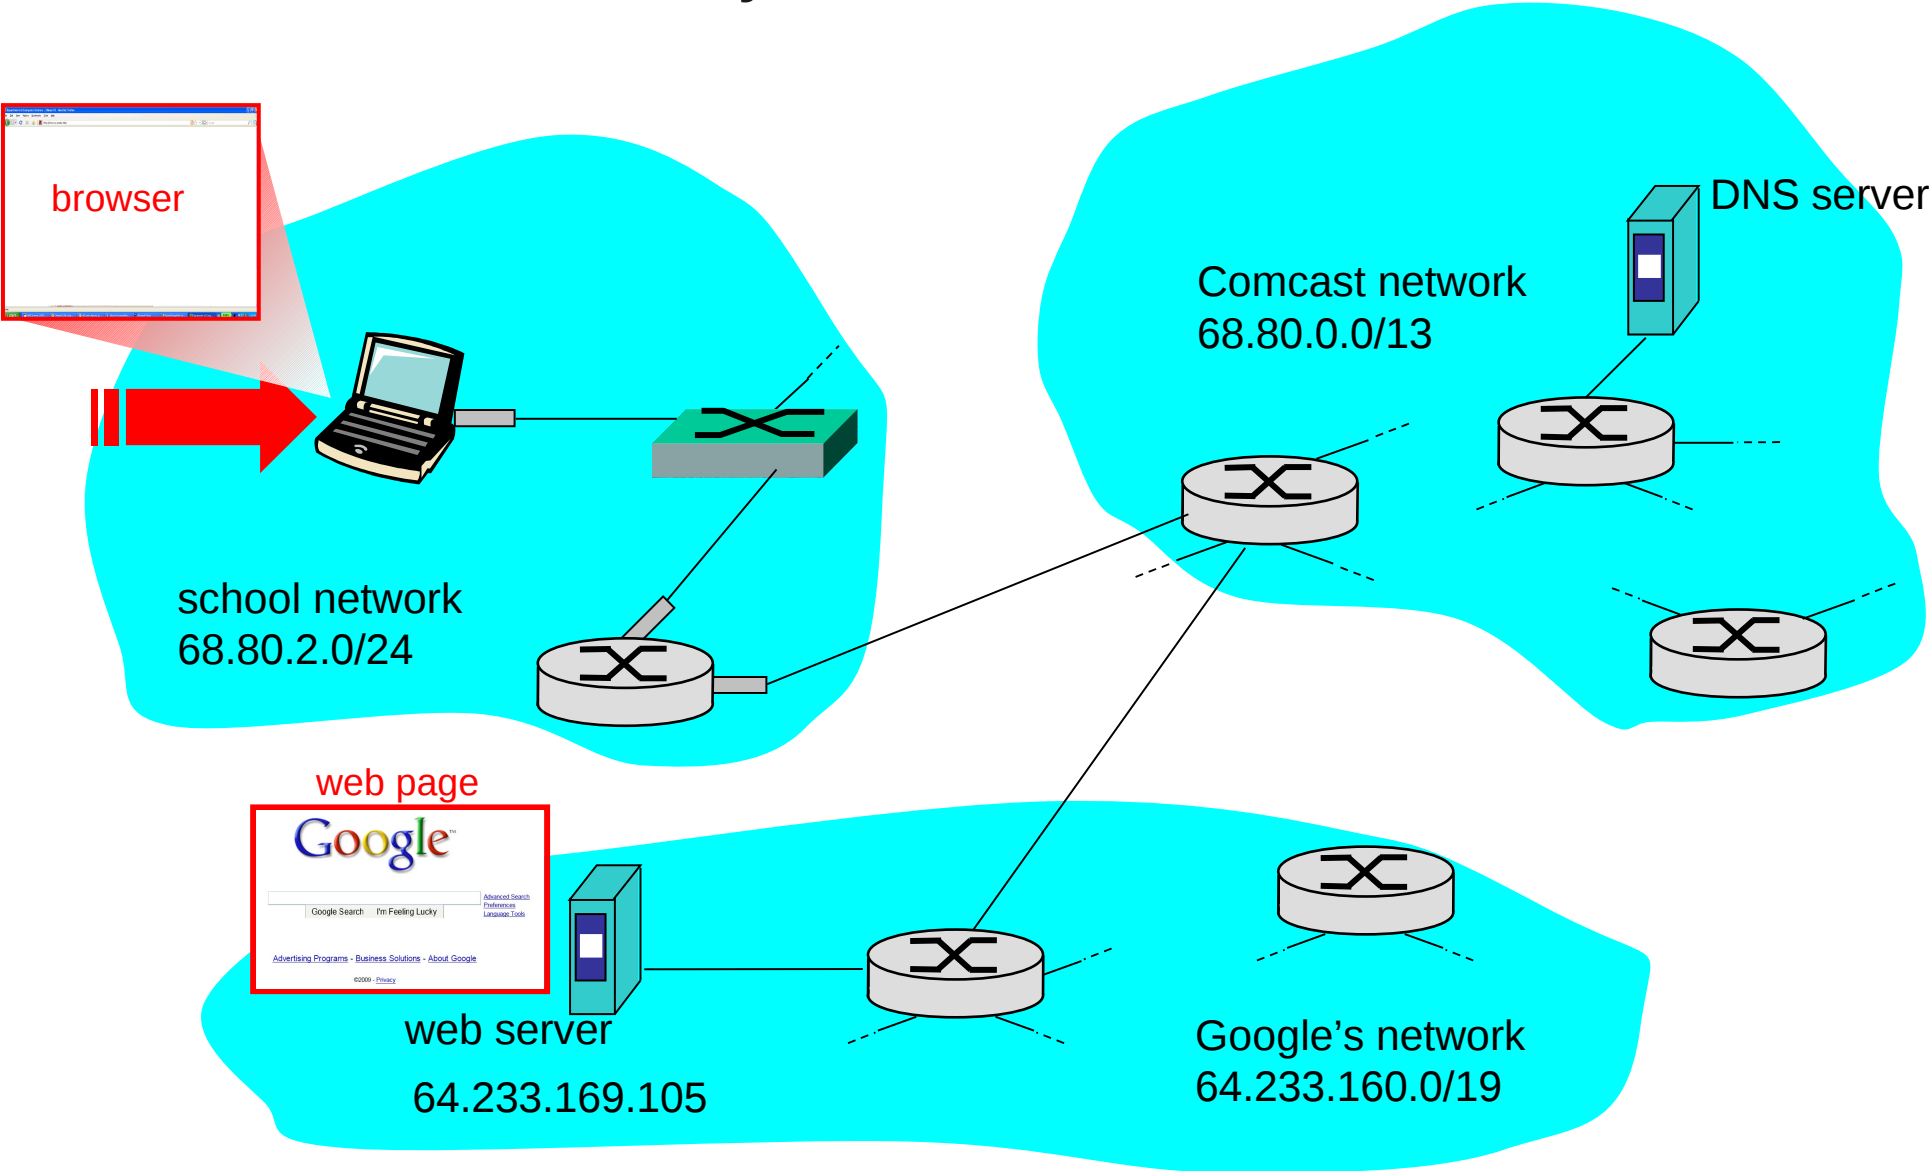 browser
DNS server
Comcast network
68.80.0.0/13
school network
68.80.2.0/24
web page
Google™
Advanced Search
Preferences
Language Tools
Google Search I'm Feeling Lucky
Advertising Programs - Business Solutions - About Google
©2009 - Privacy
web server
64.233.169.105
Google’s network
64.233.160.0/19